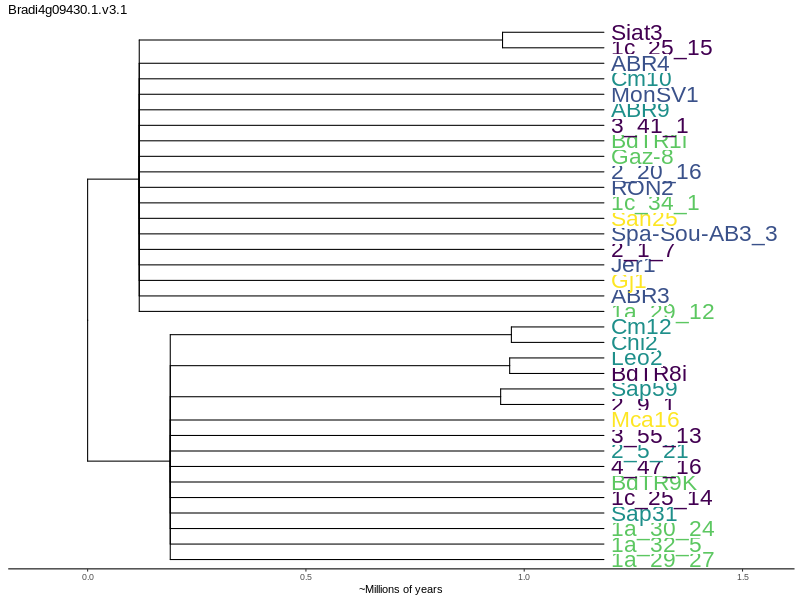 Bradi4g09430.1.v3.1
Siat3
1c_25_15
ABR4
Cm10
MonSV1
ABR9
3_41_1
BdTR1i
Gaz-8
2_20_16
RON2
1c_34_1
San25
Spa-Sou-AB3_3
2_1_7
Jer1
Gj1
ABR3
1a_29_12
Cm12
Chi2
Leo2
BdTR8i
Sap59
2_9_1
Mca16
3_55_13
2_5_21
4_47_16
BdTR9K
1c_25_14
Sap31
1a_30_24
1a_32_5
1a_29_27
0.0 0.5 1.0 1.5
~Millions of years